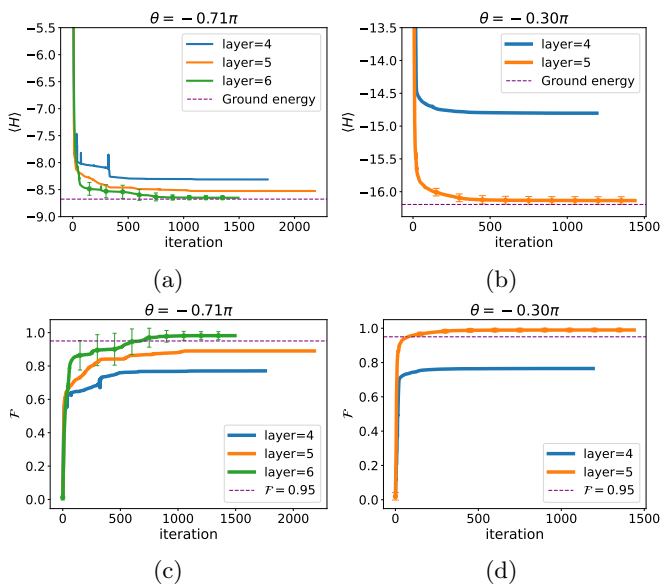 θ = −0.71π
−5.5
−6.0
−6.5
−7.0
−7.5
−8.0
−8.5
−9.0
⟨H⟩
layer=4
layer=5
layer=6
Ground energy
0 500 1000 1500 2000
iteration
(a)
θ = −0.30π
−13.5
−14.0
−14.5
−15.0
−15.5
−16.0
⟨H⟩
layer=4
layer=5
Ground energy
0 500 1000 1500
iteration
(b)
θ = −0.71π
1.0
0.8
0.6
0.4
0.2
0.0
ℱ
layer=4
layer=5
layer=6
ℱ = 0.95
0 500 1000 1500 2000
iteration
(c)
θ = −0.30π
1.0
0.8
0.6
0.4
0.2
0.0
ℱ
layer=4
layer=5
ℱ = 0.95
0 500 1000 1500
iteration
(d)